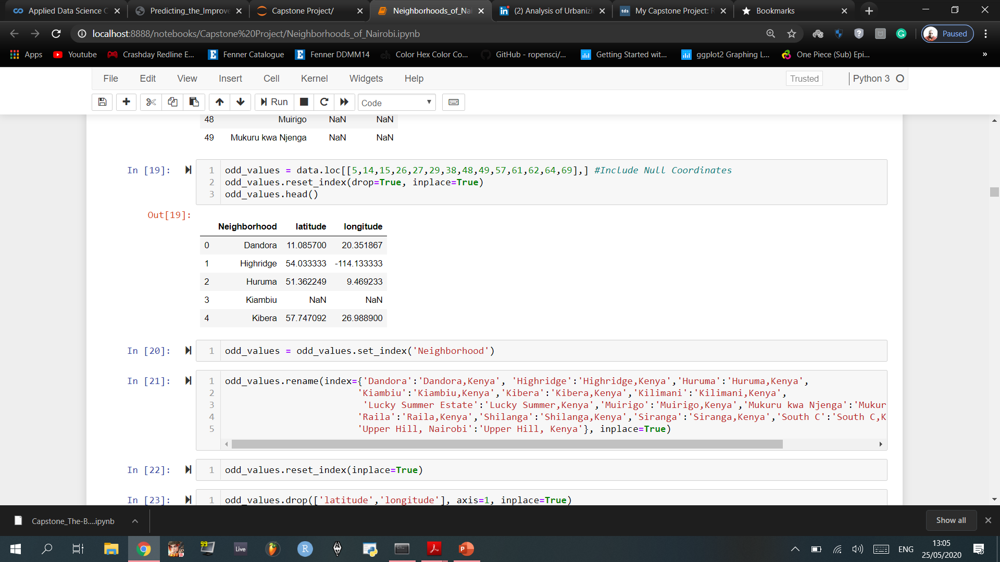 Applied Data Science C
Predicting_the_Improve
Capstone Project/
Neighborhoods_of_Nai
(2) Analysis of Urbanizi
My Capstone Project: R
Bookmarks
localhost:8888/notebooks/Capstone%20Project/Neighborhoods_of_Nairobi.ipynb
Paused
Apps
Youtube
Crashday Redline E...
Fenner Catalogue
Fenner DDMM14
Color Hex Color Co...
GitHub - ropensci/...
Getting Started wit...
ggplot2 Graphing L...
One Piece (Sub) Epi...
»
File Edit View Insert Cell Kernel Widgets Help
Trusted
Python 3
Run
Code
48 Muirigo NaN NaN
49 Mukuru kwa Njenga NaN NaN
In [19]:
1 odd_values = data.loc[[5,14,15,26,27,29,38,48,49,57,61,62,64,69],] #Include Null Coordinates
2 odd_values.reset_index(drop=True, inplace=True)
3 odd_values.head()
Out[19]:
Neighborhood latitude longitude
0 Dandora 11.085700 20.351867
1 Highridge 54.033333 -114.133333
2 Huruma 51.362249 9.469233
3 Kiambiu NaN NaN
4 Kibera 57.747092 26.988900
In [20]:
1 odd_values = odd_values.set_index('Neighborhood')
In [21]:
1 odd_values.rename(index={'Dandora':'Dandora,Kenya', 'Highridge':'Highridge,Kenya','Huruma':'Huruma,Kenya',
2 'Kiambiu':'Kiambiu,Kenya','Kibera':'Kibera,Kenya','Kilimani':'Kilimani,Kenya',
3 'Lucky Summer Estate':'Lucky Summer,Kenya','Muirigo':'Muirigo,Kenya','Mukuru kwa Njenga':'Mukur
4 'Raila':'Raila,Kenya','Shilanga':'Shilanga,Kenya','Siranga':'Siranga,Kenya','South C':'South C,K
5 'Upper Hill, Nairobi':'Upper Hill, Kenya'}, inplace=True)
In [22]:
1 odd_values.reset_index(inplace=True)
In [23]:
1 odd_values.drop(['latitude','longitude'], axis=1, inplace=True)
Capstone_The-B....ipynb
Show all
99
Live
ENG
13:05
25/05/2020